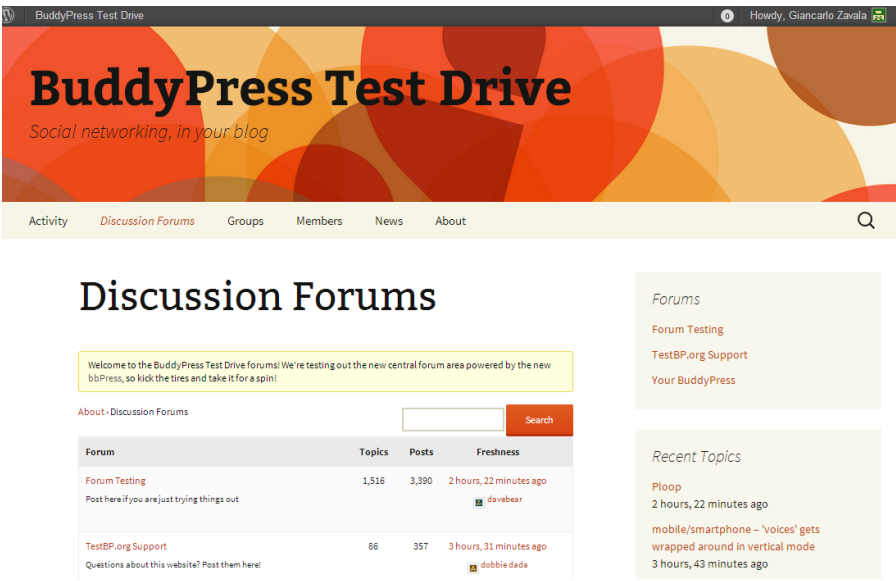 BuddyPress Test Drive
0 Howdy, Giancarlo Zavala
BuddyPress Test Drive
Social networking, in your blog
Activity Discussion Forums Groups Members News About
Discussion Forums
Welcome to the BuddyPress Test Drive forums! We're testing out the new central forum area powered by the new
bbPress, so kick the tires and take it for a spin!
About › Discussion Forums
Search
Forum Topics Posts Freshness
Forum Testing 1,516 3,390 2 hours, 22 minutes ago
Post here if you are just trying things out davebear
TestBP.org Support 86 357 3 hours, 31 minutes ago
Questions about this website? Post them here! dobbie dada
Forums
Forum Testing
TestBP.org Support
Your BuddyPress
Recent Topics
Ploop
2 hours, 22 minutes ago
mobile/smartphone – 'voices' gets
wrapped around in vertical mode
3 hours, 43 minutes ago